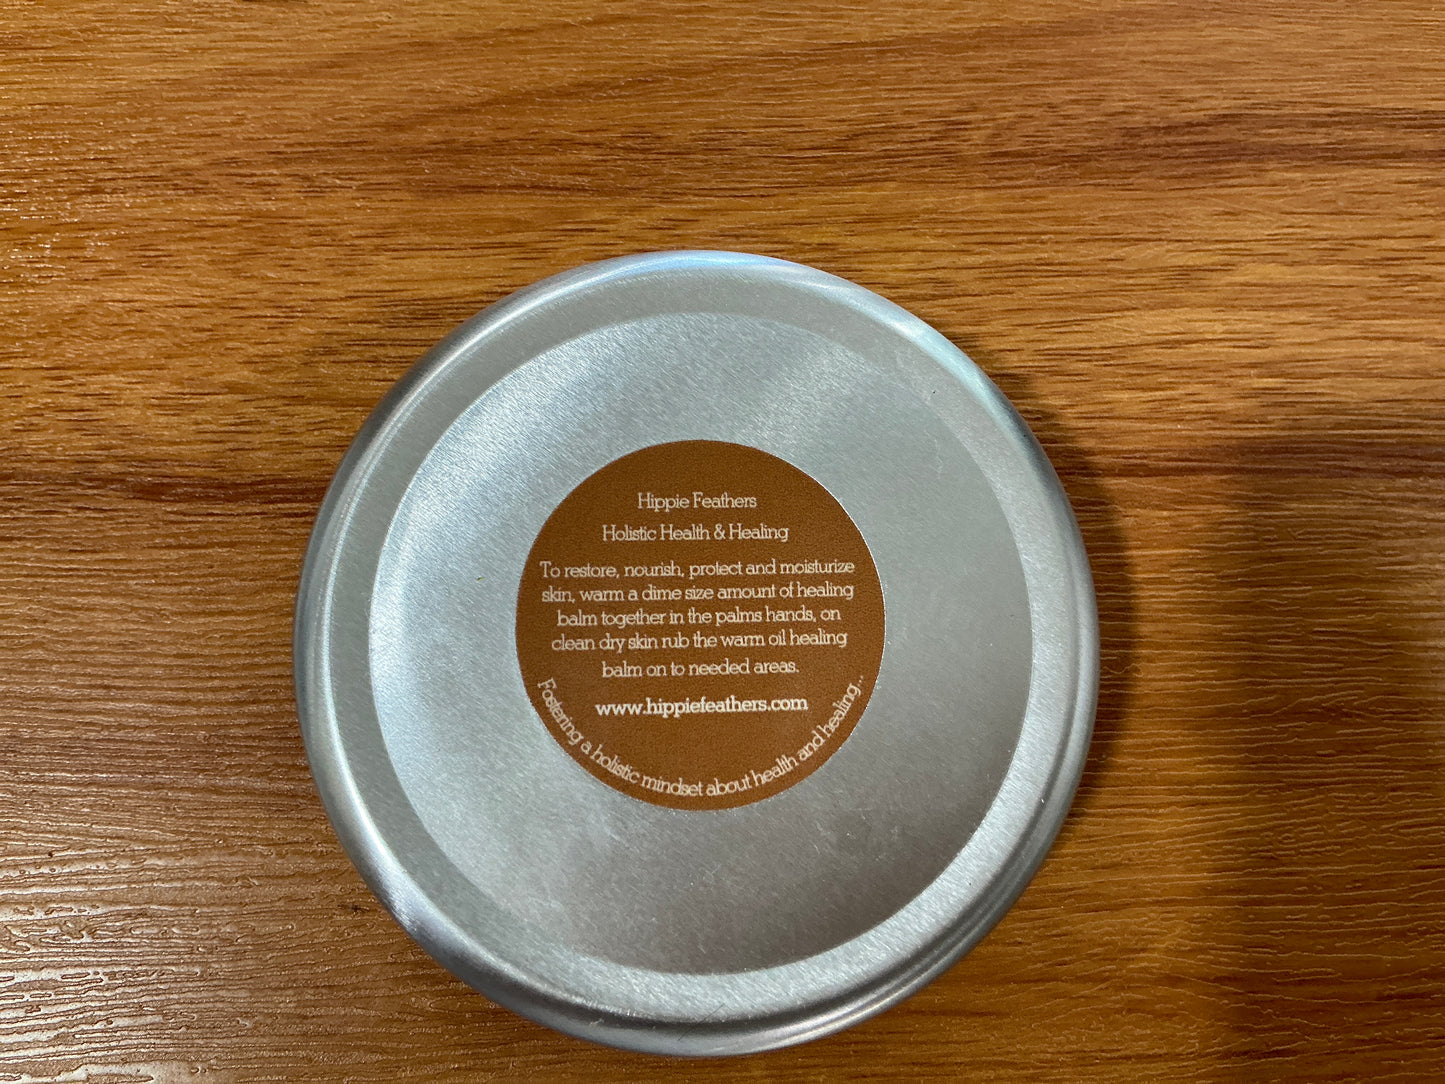 Hippie Feathers
Holistic Health & Healing
To restore, nourish, protect and moisturize
skin, warm a dime size amount of healing
balm together in the palms hands, on
clean dry skin rub the warm oil healing
balm on to needed areas.
www.hippiefeathers.com
Fostering a holistic mindset about health and healing...